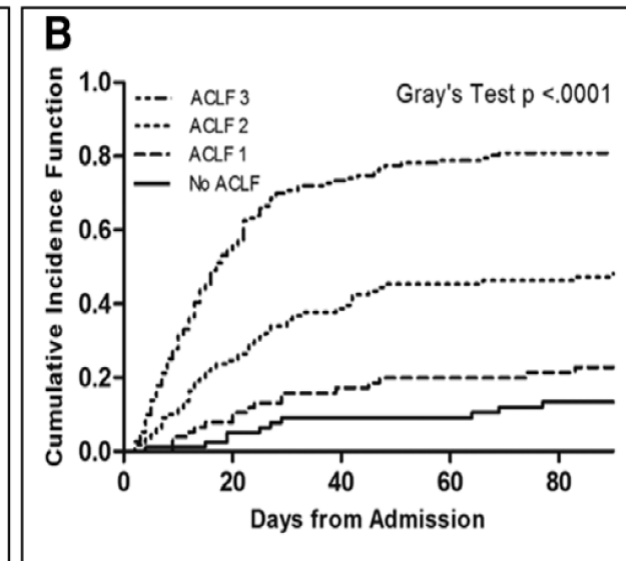 B
Cumulative Incidence Function
1.0
0.8
0.6
0.4
0.2
0.0
ACLF 3
ACLF 2
ACLF 1
No ACLF
Gray's Test p <.0001
0 20 40 60 80
Days from Admission